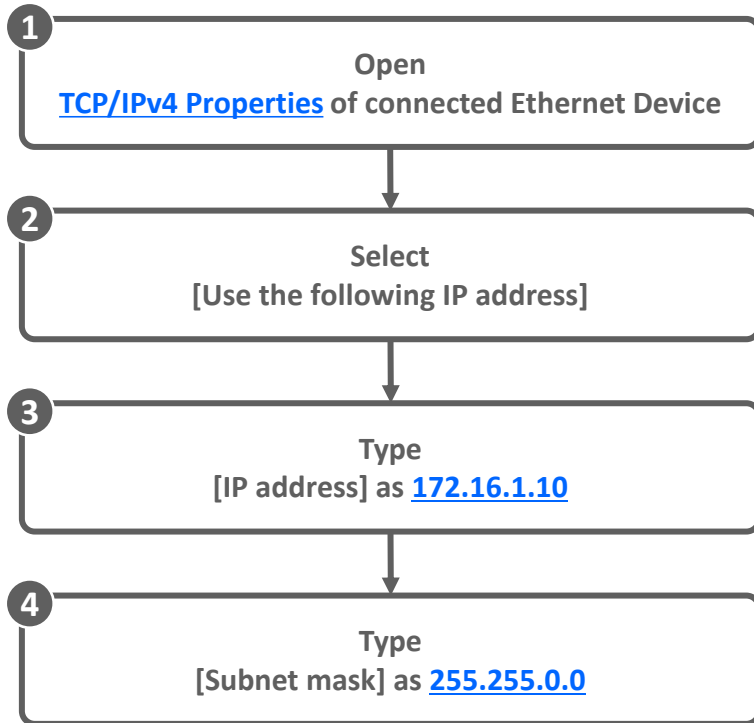 1
Open
TCP/IPv4 Properties of connected Ethernet Device
2
Select
[Use the following IP address]
3
Type
[IP address] as 172.16.1.10
4
Type
[Subnet mask] as 255.255.0.0